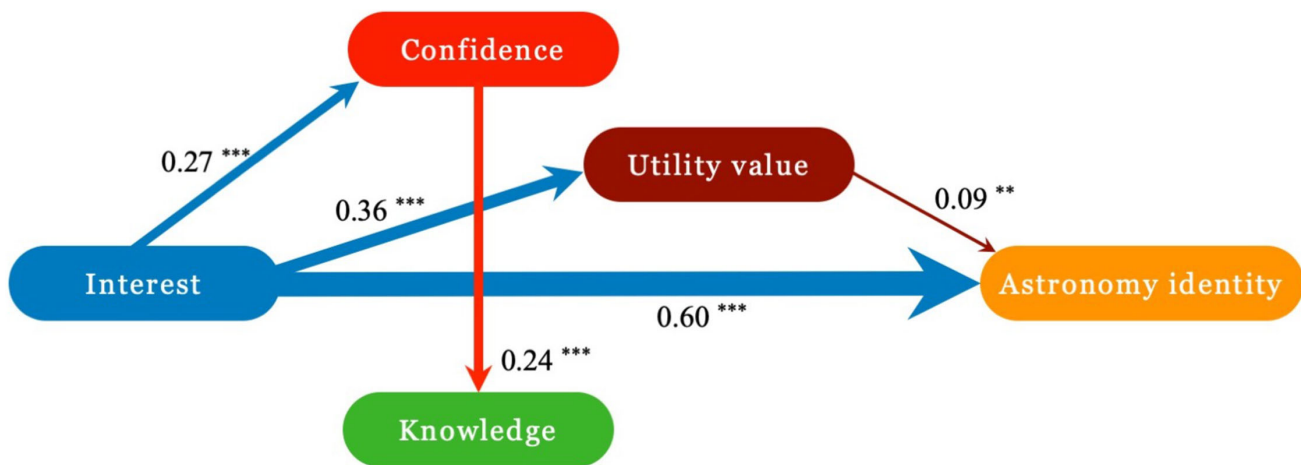 Confidence
0.27 ***
Utility value
0.36 ***
0.09 **
Interest
Astronomy identity
0.60 ***
0.24 ***
Knowledge